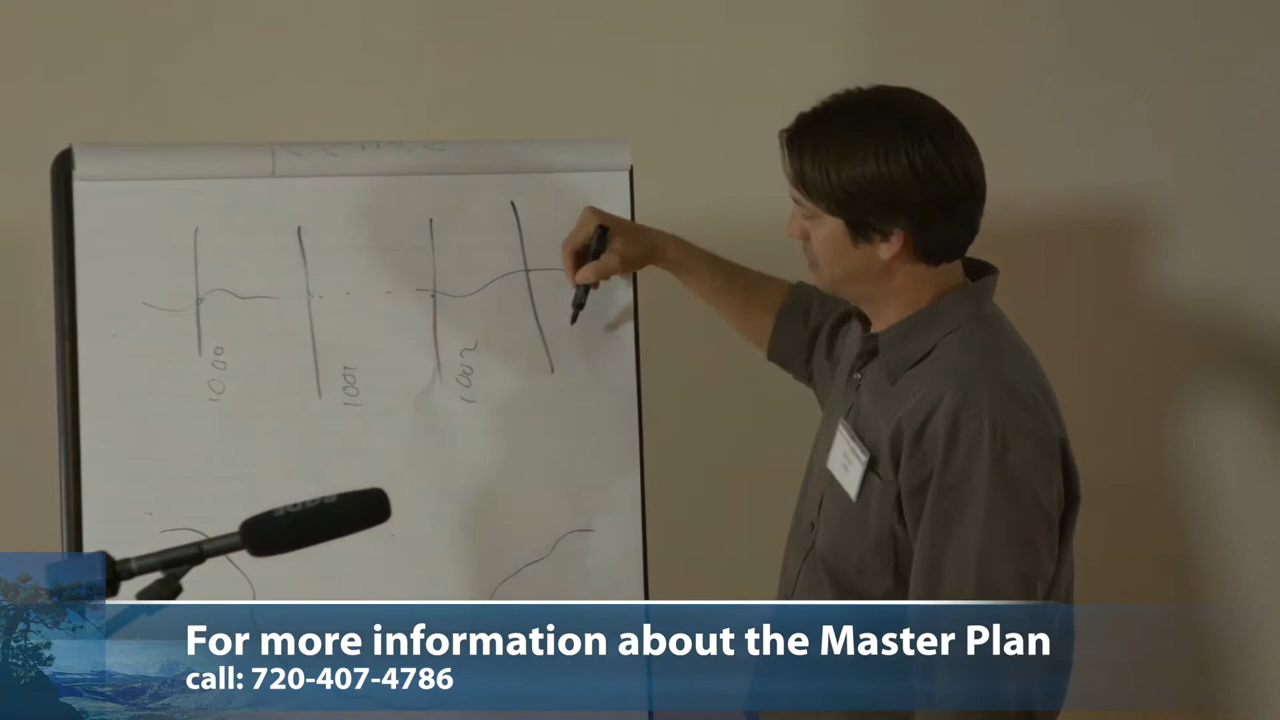 1000
1001
1002
For more information about the Master Plan
call: 720-407-4786